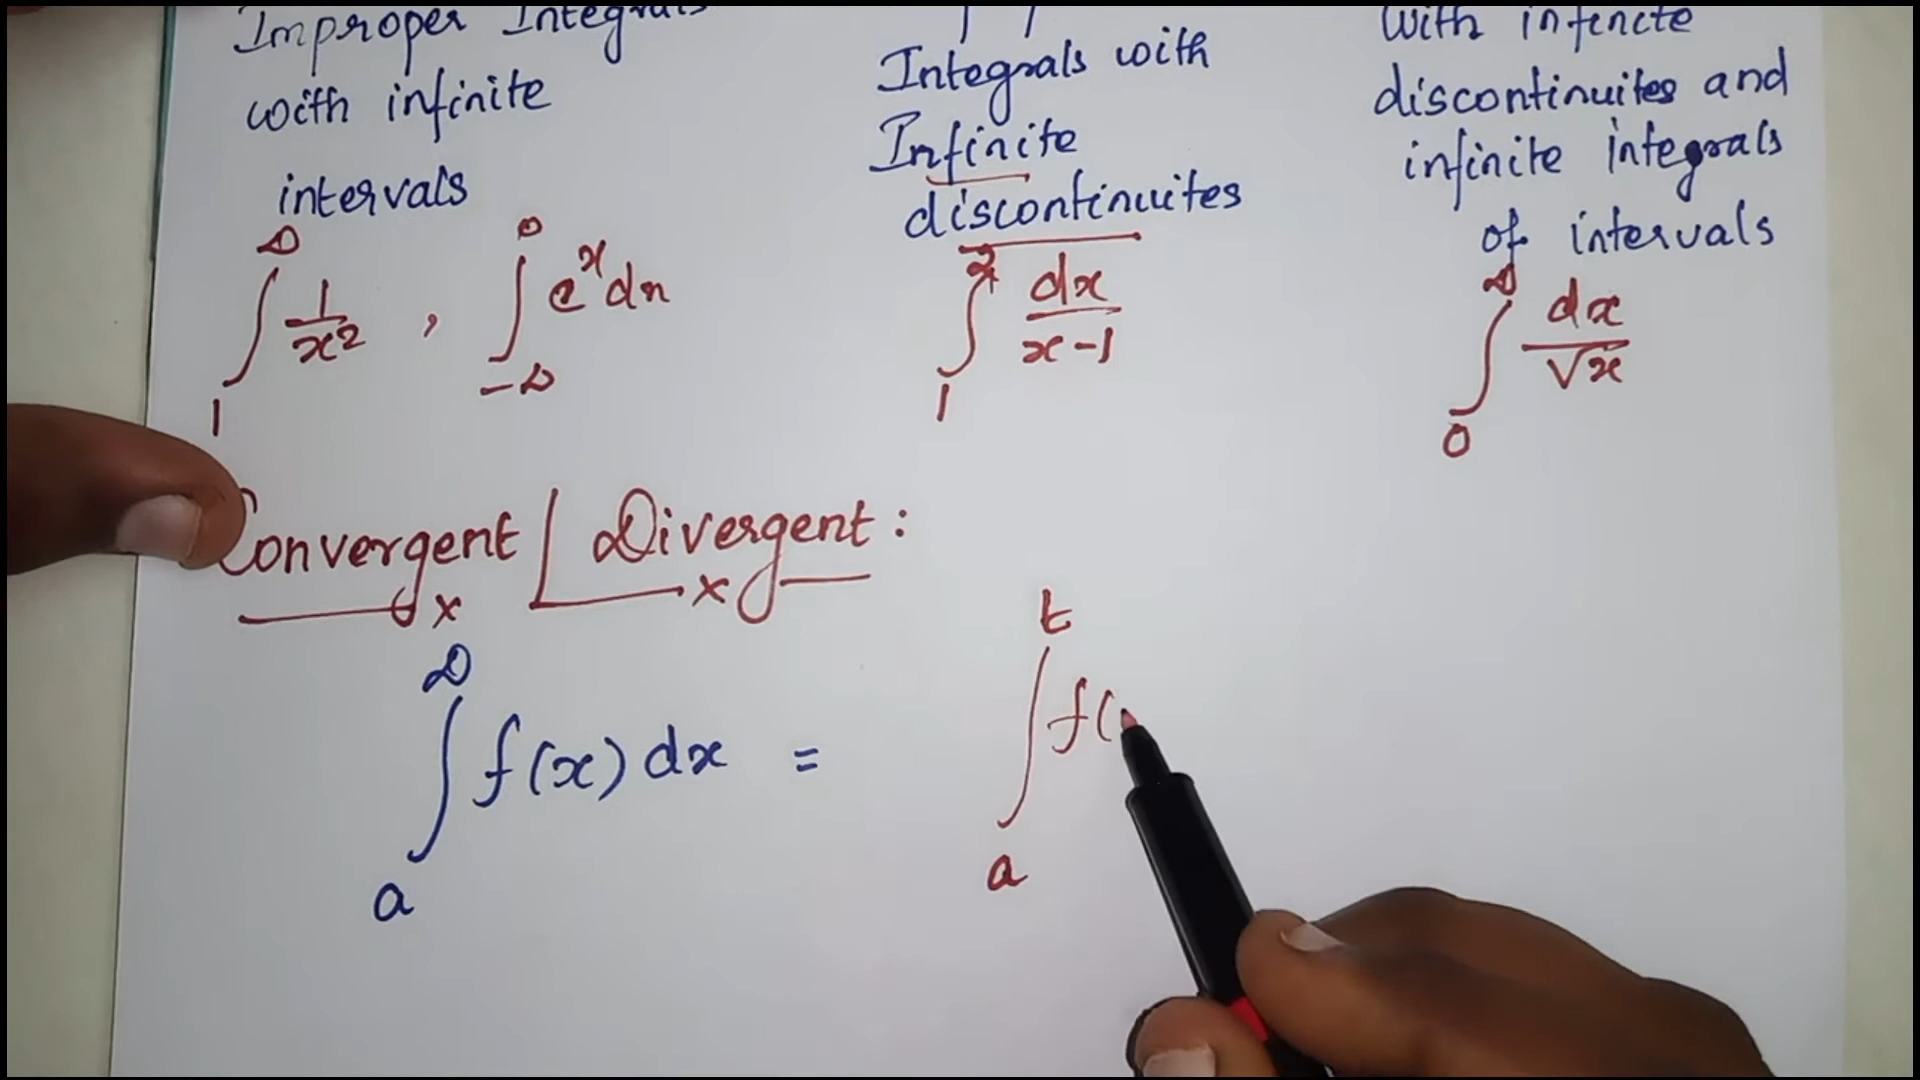 Improper Integrals
with infinite
intervals
∫₁^∞ 1/x² , ∫₋∞^0 eˣ dx
Integrals with
Infinite
discontinuites
∫₁^2 dx/(x-1)
with infinite
discontinuites and
infinite integrals
of intervals
∫₀^∞ dx/√x
Convergent / Divergent :
∫ₐ^∞ f(x) dx = ∫ₐ^t f(